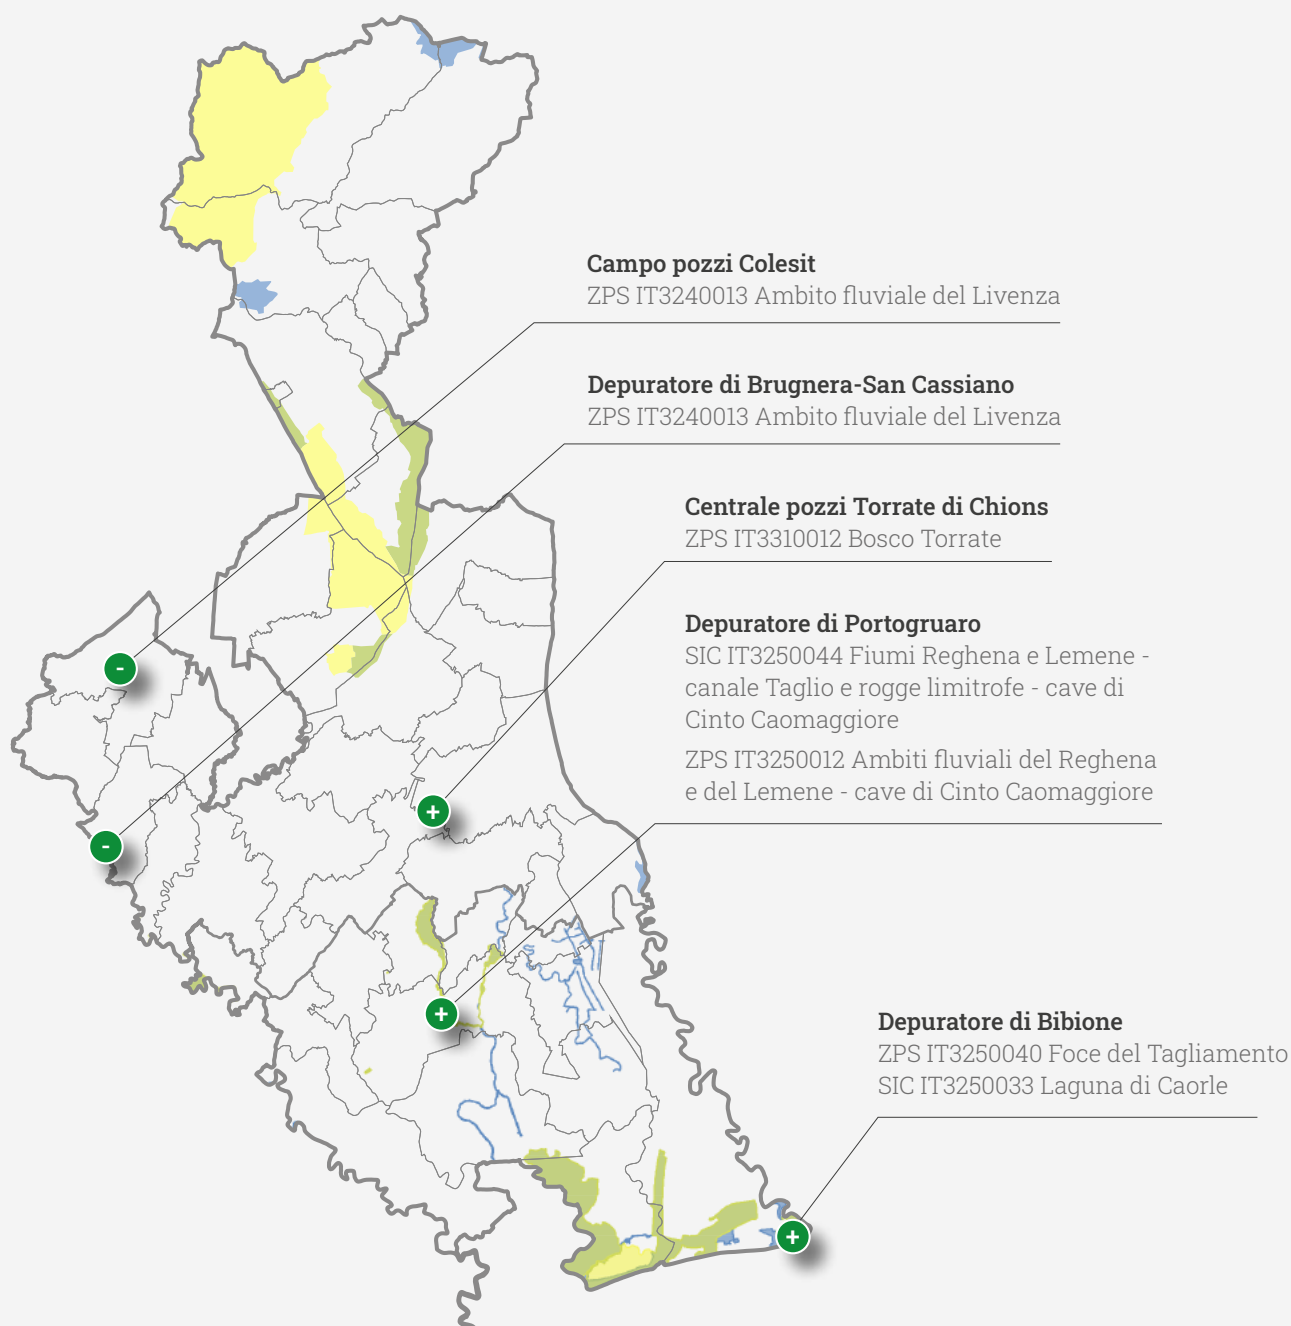 Campo pozzi Colesit
ZPS IT3240013 Ambito fluviale del Livenza
Depuratore di Brugnera-San Cassiano
ZPS IT3240013 Ambito fluviale del Livenza
Centrale pozzi Torrate di Chions
ZPS IT3310012 Bosco Torrate
Depuratore di Portogruaro
SIC IT3250044 Fiumi Reghena e Lemene -
canale Taglio e rogge limitrofe - cave di
Cinto Caomaggiore
ZPS IT3250012 Ambiti fluviali del Reghena
e del Lemene - cave di Cinto Caomaggiore
Depuratore di Bibione
ZPS IT3250040 Foce del Tagliamento
SIC IT3250033 Laguna di Caorle
-
-
+
+
+